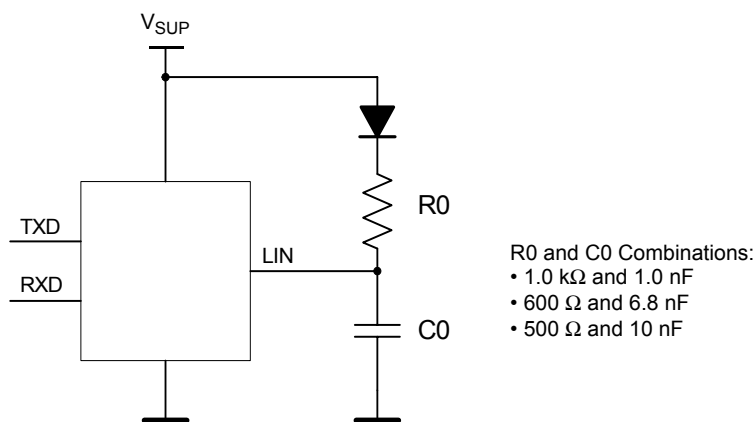 VSUP
R0
TXD
LIN
RXD
C0
R0 and C0 Combinations:
• 1.0 kΩ and 1.0 nF
• 600 Ω and 6.8 nF
• 500 Ω and 10 nF